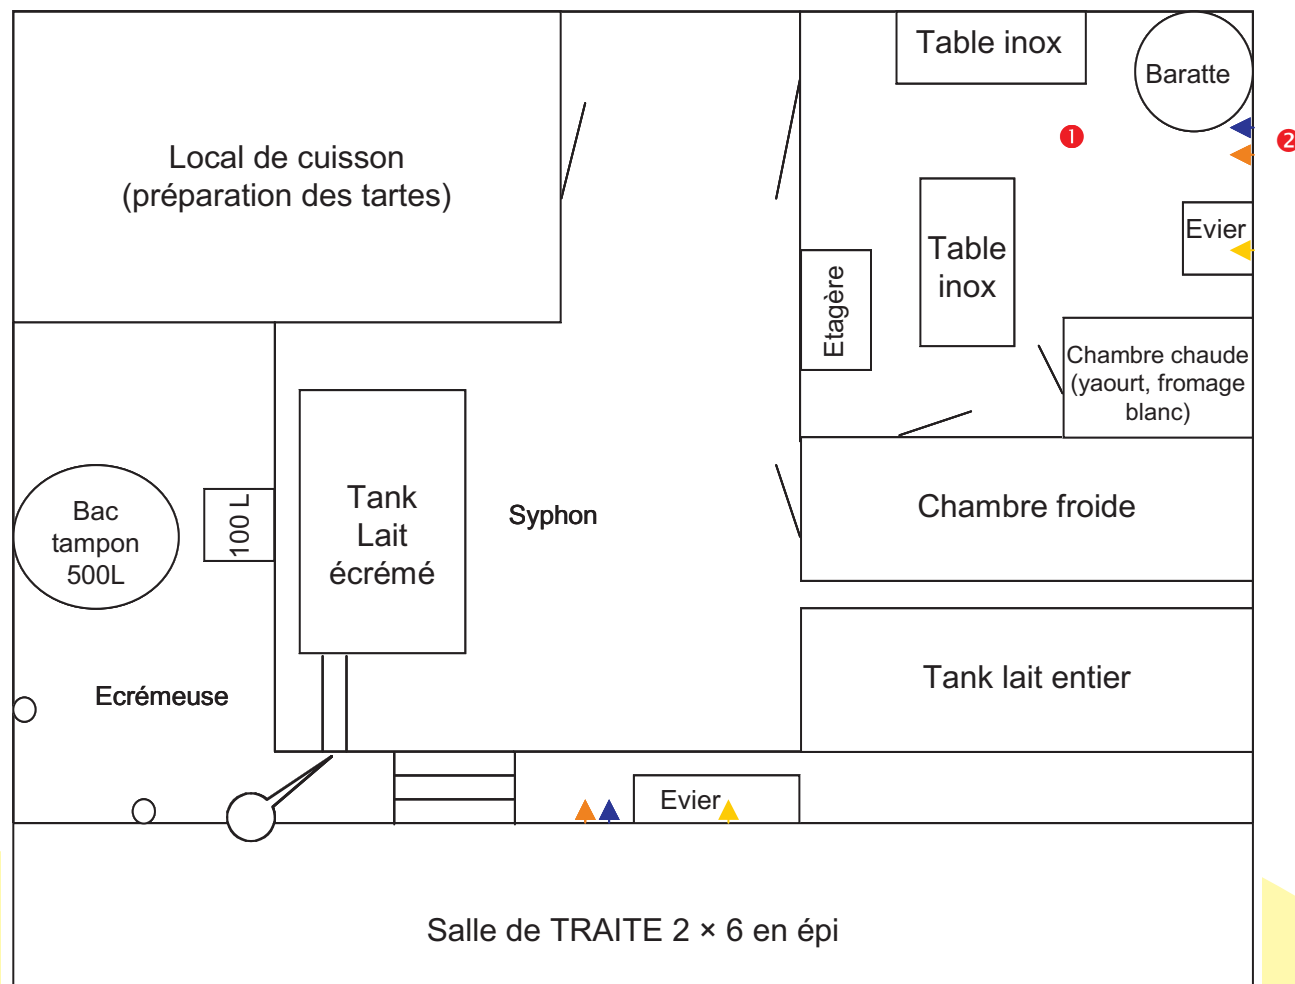 Table inox
Baratte
❶
❷
Local de cuisson
(préparation des tartes)
Evier
Table
inox
Etagère
Chambre chaude
(yaourt, fromage
blanc)
Bac
tampon
500L
100 L
Tank
Lait
écrémé
Syphon
Chambre froide
Ecrémeuse
Tank lait entier
Evier
Salle de TRAITE 2 × 6 en épi